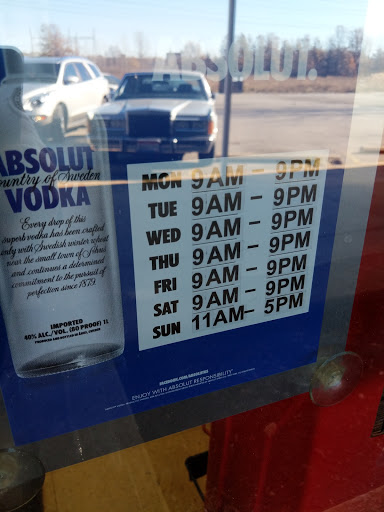 ABSOLUT.
ABSOLUT
Country of Sweden
VODKA
Every drop of this
superb vodka has been crafted
only with Swedish winter wheat
near the small town of Åhus
and continues a determined
commitment to the pursuit of
perfection since 1879.
IMPORTED
40% ALC./VOL. (80 PROOF) 1L
MON 9AM - 9PM
TUE 9AM - 9PM
WED 9AM - 9PM
THU 9AM - 9PM
FRI 9AM - 9PM
SAT 9AM - 9PM
SUN 11AM - 5PM
ENJOY WITH ABSOLUT RESPONSIBILITY